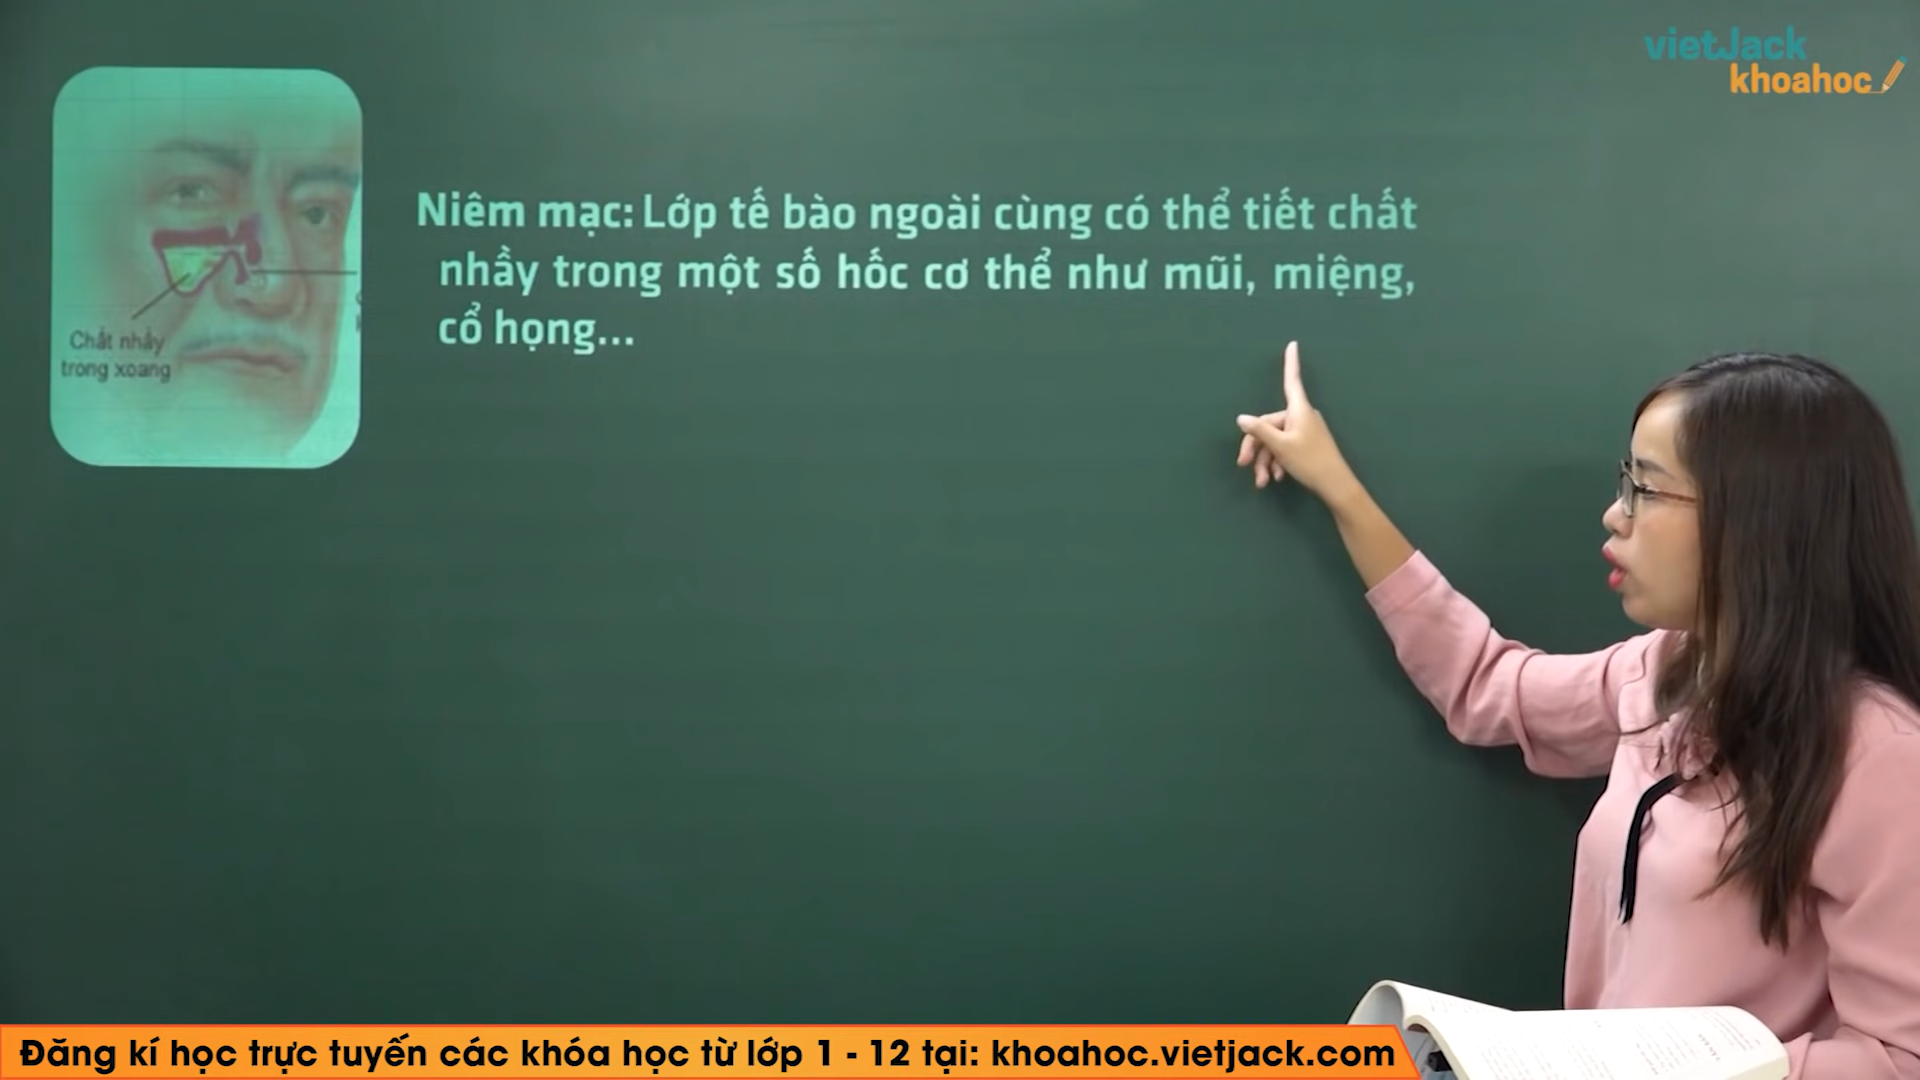 vietJack
khoahoc
Niêm mạc: Lớp tế bào ngoài cùng có thể tiết chất
nhầy trong một số hốc cơ thể như mũi, miệng,
cổ họng...
Chất nhầy
trong xoang
Đăng kí học trực tuyến các khóa học từ lớp 1 - 12 tại: khoahoc.vietjack.com